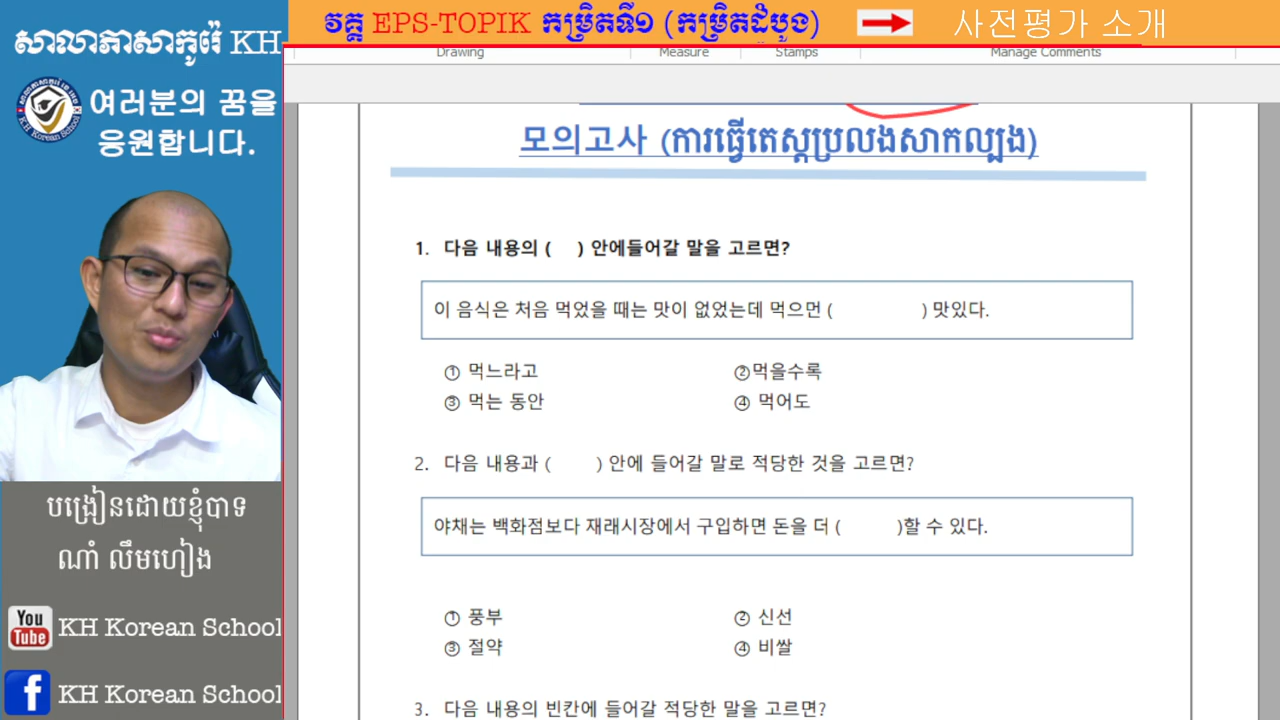 សាលាភាសាកូរ៉េ KH
여러분의 꿈을
응원합니다.
បង្រៀនដោយខ្ញុំបាទ
ណាំ លឹមហៀង
You Tube KH Korean School
f KH Korean School
វគ្គ EPS-TOPIK កម្រិតទី១ (កម្រិតដំបូង)
사전평가 소개
Drawing Measure Stamps Manage Comments
모의고사 (ការធ្វើតេស្តប្រលងសាកល្បង)
1. 다음 내용의 ( ) 안에들어갈 말을 고르면?
이 음식은 처음 먹었을 때는 맛이 없었는데 먹으면 ( ) 맛있다.
① 먹느라고 ②먹을수록
③ 먹는 동안 ④ 먹어도
2. 다음 내용과 ( ) 안에 들어갈 말로 적당한 것을 고르면?
야채는 백화점보다 재래시장에서 구입하면 돈을 더 ( )할 수 있다.
① 풍부 ② 신선
③ 절약 ④ 비쌀
3. 다음 내용의 빈칸에 들어갈 적당한 말을 고르면?